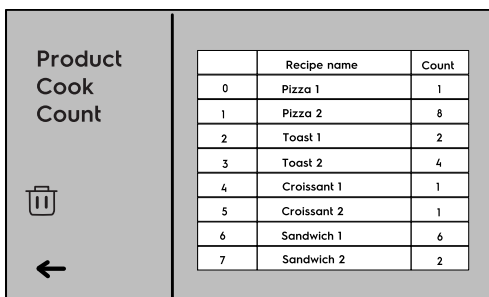 Product
Cook
Count
Recipe name Count
0 Pizza 1 1
1 Pizza 2 8
2 Toast 1 2
3 Toast 2 4
4 Croissant 1 1
5 Croissant 2 1
6 Sandwich 1 6
7 Sandwich 2 2